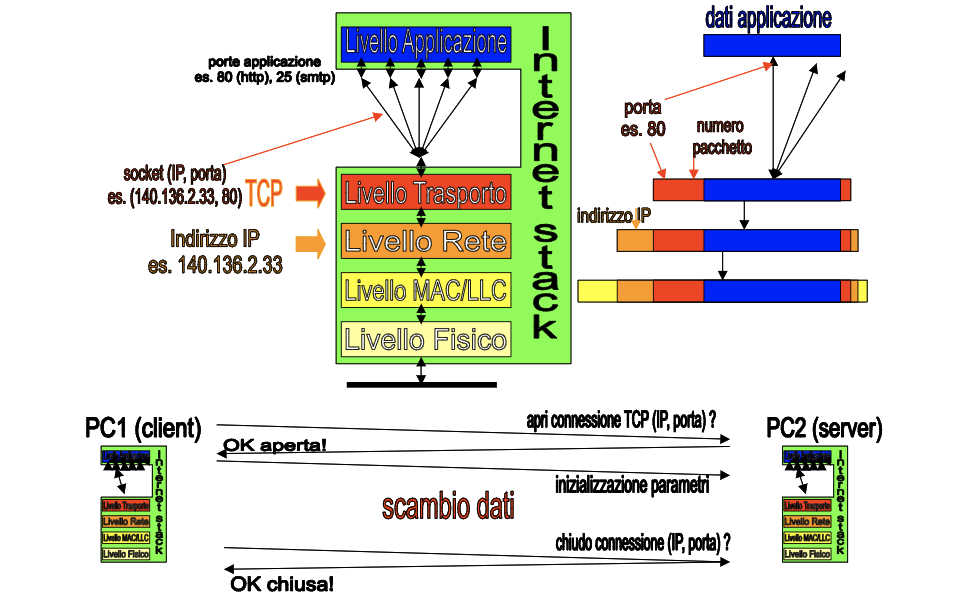 Livello Applicazione
porte applicazione
es. 80 (http), 25 (smtp)
socket (IP, porta)
es. (140.136.2.33, 80)
TCP
Livello Trasporto
Indirizzo IP
es. 140.136.2.33
Livello Rete
Livello MAC/LLC
Livello Fisico
Internet stack
dati applicazione
porta
es. 80
numero
pacchetto
indirizzo IP
PC1 (client)
Livello Trasporto
Livello Rete
Livello MAC/LLC
Livello Fisico
Internet stack
apri connessione TCP (IP, porta) ?
OK aperta!
inizializzazione parametri
scambio dati
chiudo connessione (IP, porta) ?
OK chiusa!
PC2 (server)
Livello Trasporto
Livello Rete
Livello MAC/LLC
Livello Fisico
Internet stack